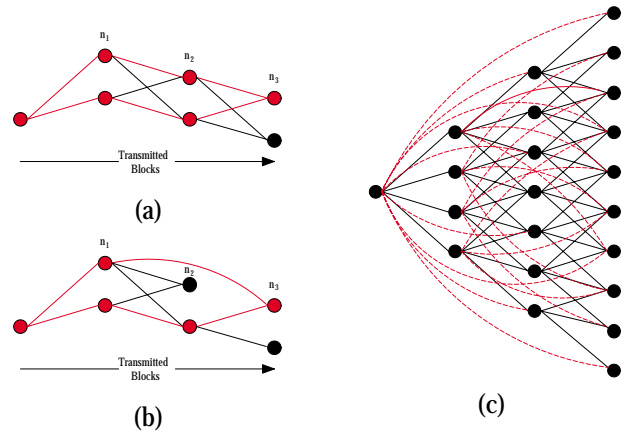 n1
n2
n3
Transmitted
Blocks
(a)
n1
n2
n3
Transmitted
Blocks
(b)
(c)